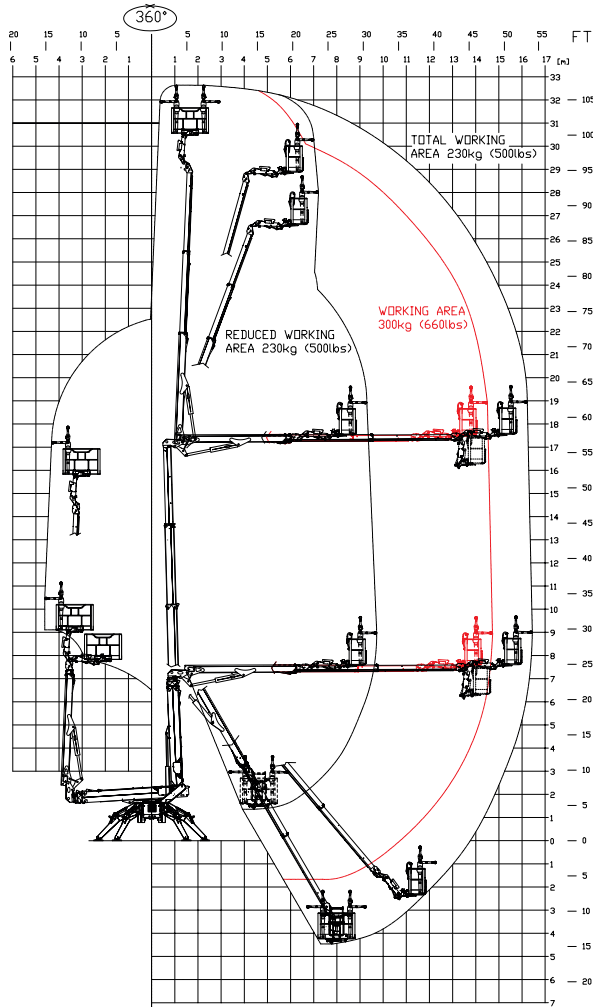 360°
20 15 10 5 5 10 15 20 25 30 35 40 45 50 55 FT
6 5 4 3 2 1 1 2 3 4 5 6 7 8 9 10 11 12 13 14 15 16 17 [m]
33
32 — 105
31
30 — 100
TOTAL WORKING
AREA 230kg (500lbs)
29 — 95
28
27 — 90
26 — 85
25
24 — 80
23
WORKING AREA
300kg (660lbs)
— 75
22
REDUCED WORKING
AREA 230kg (500lbs)
21 — 70
20
19 — 65
18 — 60
17
16 — 55
15 — 50
14
13 — 45
12 — 40
11
10 — 35
9 — 30
8
7 — 25
6 — 20
5
4 — 15
3 — 10
2
1 — 5
0 — 0
1
2 — 5
3 — 10
4
5 — 15
6 — 20
7